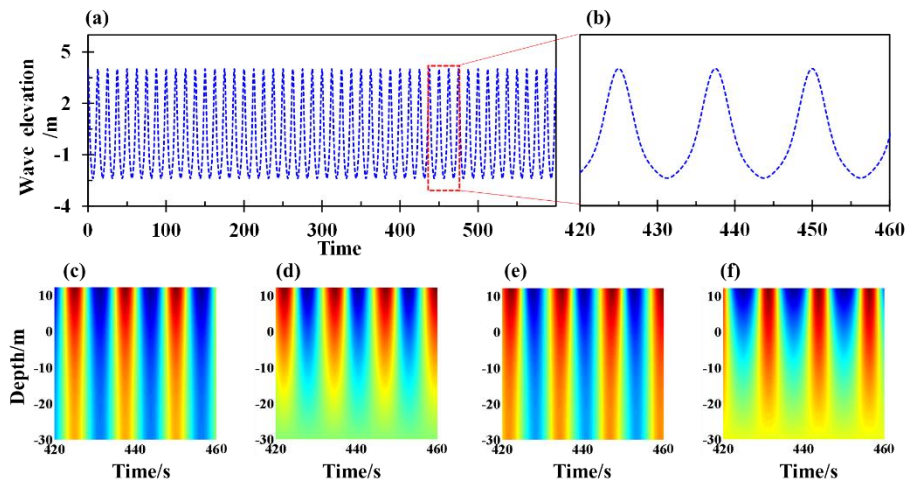 (a)
(b)
Wave elevation
/m
5
2
-1
-4
0 100 200 300 400 500
Time
420 430 440 450 460
(c) (d) (e) (f)
Depth/m
10 10 10 10
0 0 0 0
-10 -10 -10 -10
-20 -20 -20 -20
-30 -30 -30 -30
420 440 460 420 440 460 420 440 460 420 440 460
Time/s Time/s Time/s Time/s